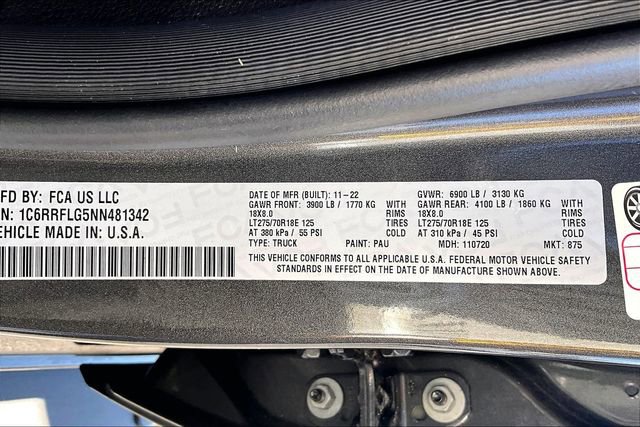 FD BY: FCA US LLC
N: 1C6RRFLG5NN481342
EHICLE MADE IN: U.S.A.
DATE OF MFR (BUILT): 11-22
GAWR FRONT: 3900 LB / 1770 KG
18X8.0 RIMS
LT275/70R18E 125 TIRES
AT 380 kPa / 55 PSI COLD
TYPE: TRUCK PAINT: PAU
GVWR: 6900 LB / 3130 KG
GAWR REAR: 4100 LB / 1860 KG
18X8.0 RIMS
LT275/70R18E 125 TIRES
AT 310 kPa / 45 PSI COLD
MDH: 110720 MKT: 875
THIS VEHICLE CONFORMS TO ALL APPLICABLE U.S.A. FEDERAL MOTOR VEHICLE SAFETY
STANDARDS IN EFFECT ON THE DATE OF MANUFACTURE SHOWN ABOVE.